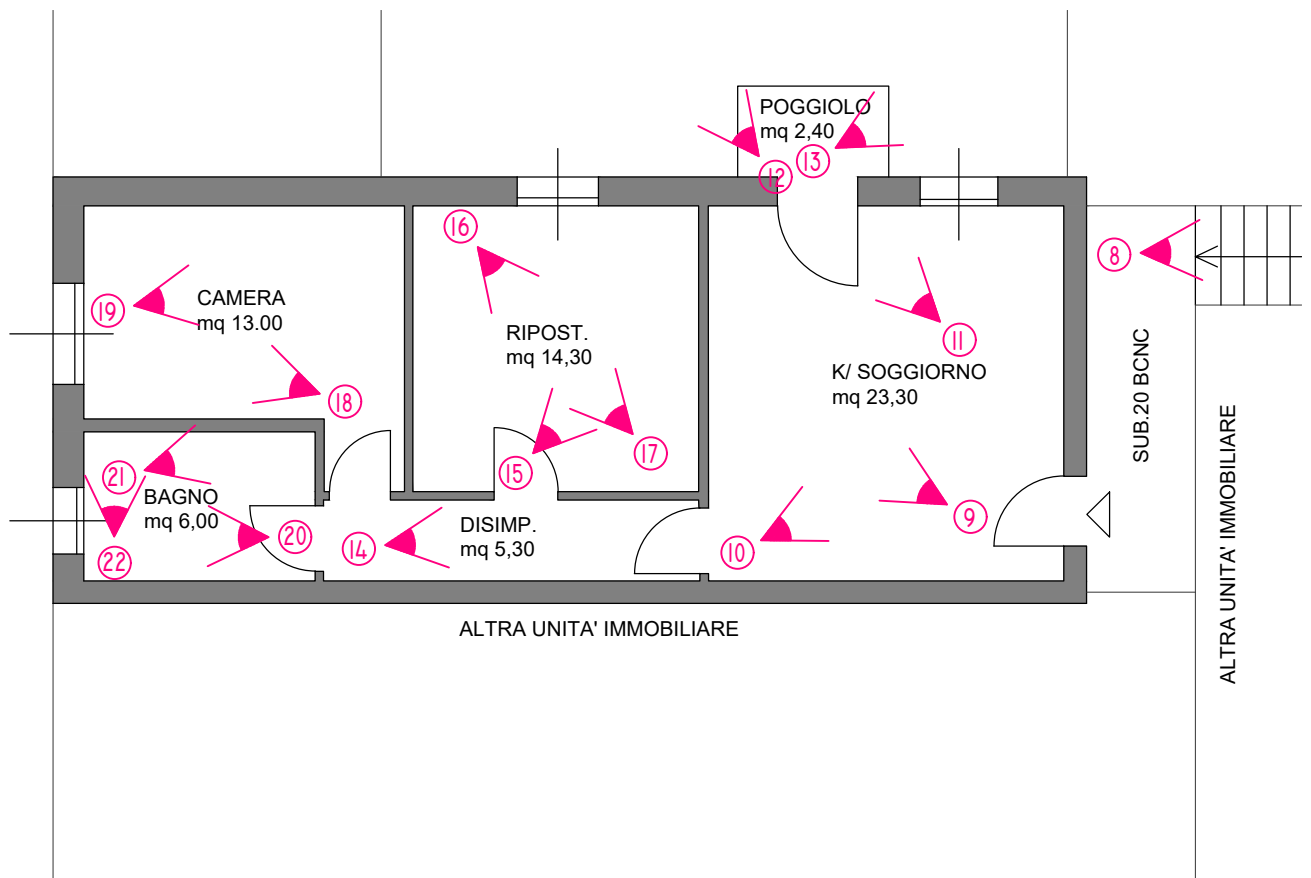 POGGIOLO
mq 2,40
13
12
16
8
19
CAMERA
mq 13.00
RIPOST.
mq 14,30
11
K/ SOGGIORNO
mq 23,30
18
SUB.20 BCNC
ALTRA UNITA' IMMOBILIARE
17
15
21
BAGNO
mq 6,00
20
22
14
DISIMP.
mq 5,30
10
9
ALTRA UNITA' IMMOBILIARE